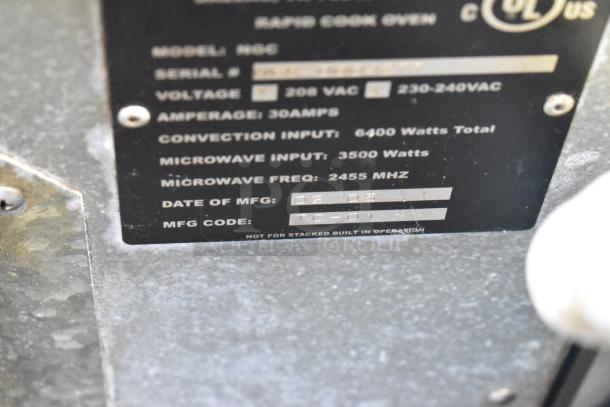 RAPID COOK OVEN
C UL US
MODEL: NGC
SERIAL #
VOLTAGE 208 VAC 230-240VAC
AMPERAGE: 30AMPS
CONVECTION INPUT: 6400 Watts Total
MICROWAVE INPUT: 3500 Watts
MICROWAVE FREQ: 2455 MHZ
DATE OF MFG: 02 05
MFG CODE:
NOT FOR STACKED BUILT IN OPERATION